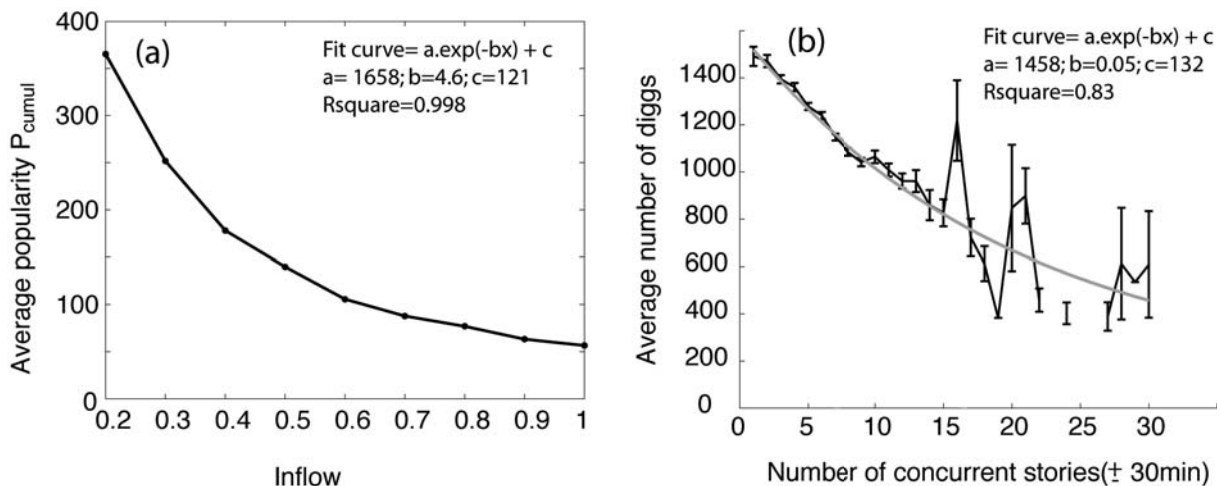 (a)
Fit curve= a.exp(-bx) + c
a= 1658; b=4.6; c=121
Rsquare=0.998
Average popularity Pcumul
400
300
200
100
0
0.2 0.3 0.4 0.5 0.6 0.7 0.8 0.9 1
Inflow
(b)
Fit curve= a.exp(-bx) + c
a= 1458; b=0.05; c=132
Rsquare=0.83
Average number of diggs
1400
1200
1000
800
600
400
200
0
0 5 10 15 20 25 30
Number of concurrent stories(± 30min)